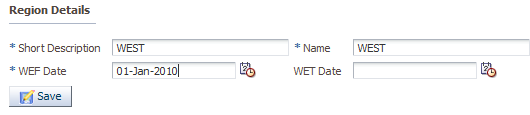 Region Details
* Short Description WEST * Name WEST
* WEF Date 01-Jan-2010 WET Date
Save